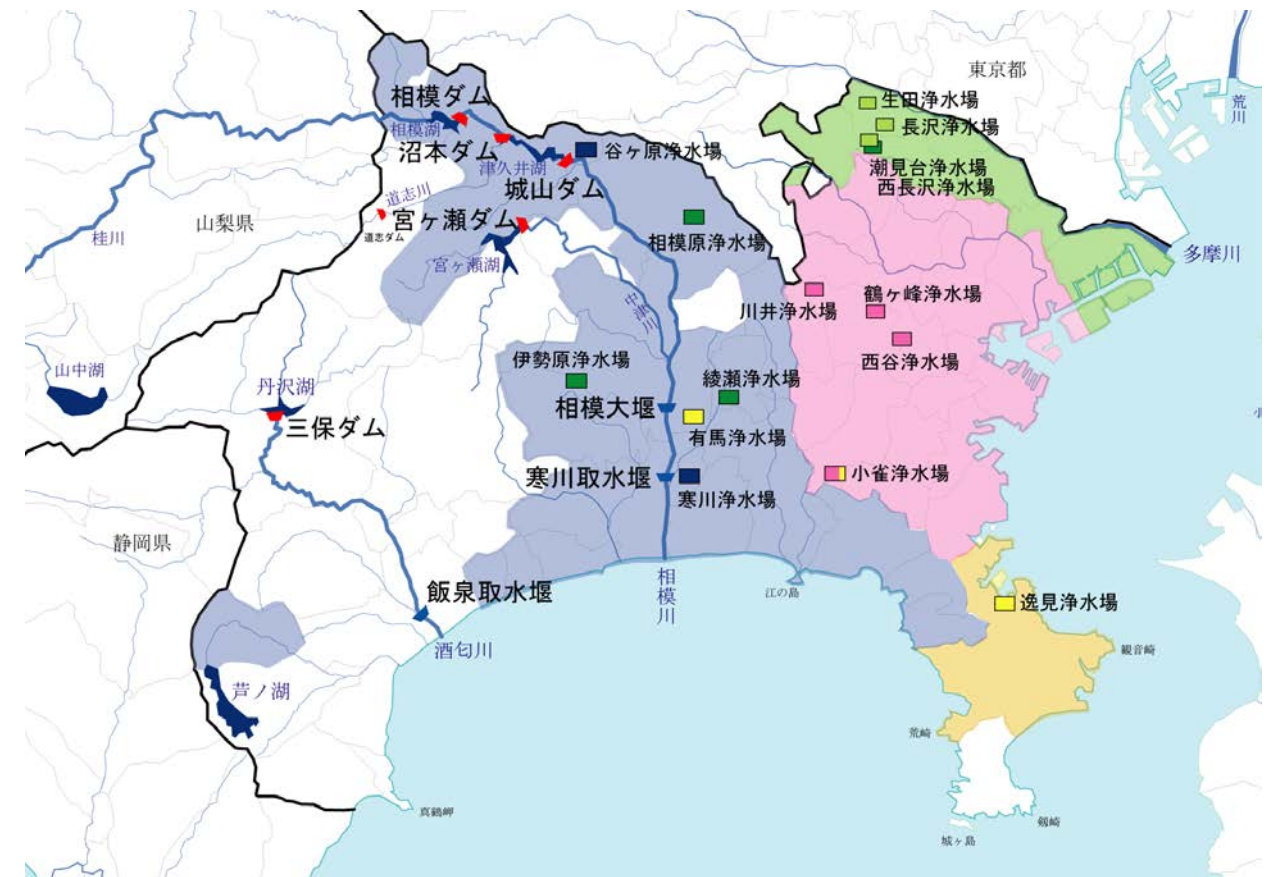 東京都
生田浄水場
相模ダム
荒川
長沢浄水場
相模湖
沼本ダム
津久井湖
谷ヶ原浄水場
潮見台浄水場
西長沢浄水場
城山ダム
道志川
宮ヶ瀬ダム
山梨県
道志ダム
桂川
相模原浄水場
多摩川
宮ヶ瀬湖
中津川
川井浄水場
鶴ヶ峰浄水場
西谷浄水場
伊勢原浄水場
山中湖
綾瀬浄水場
丹沢湖
相模大堰
三保ダム
有馬浄水場
寒川取水堰
小雀浄水場
寒川浄水場
静岡県
飯泉取水堰
相模川
江の島
逸見浄水場
酒匂川
観音崎
芦ノ湖
荒崎
真鶴岬
剱崎
城ヶ島